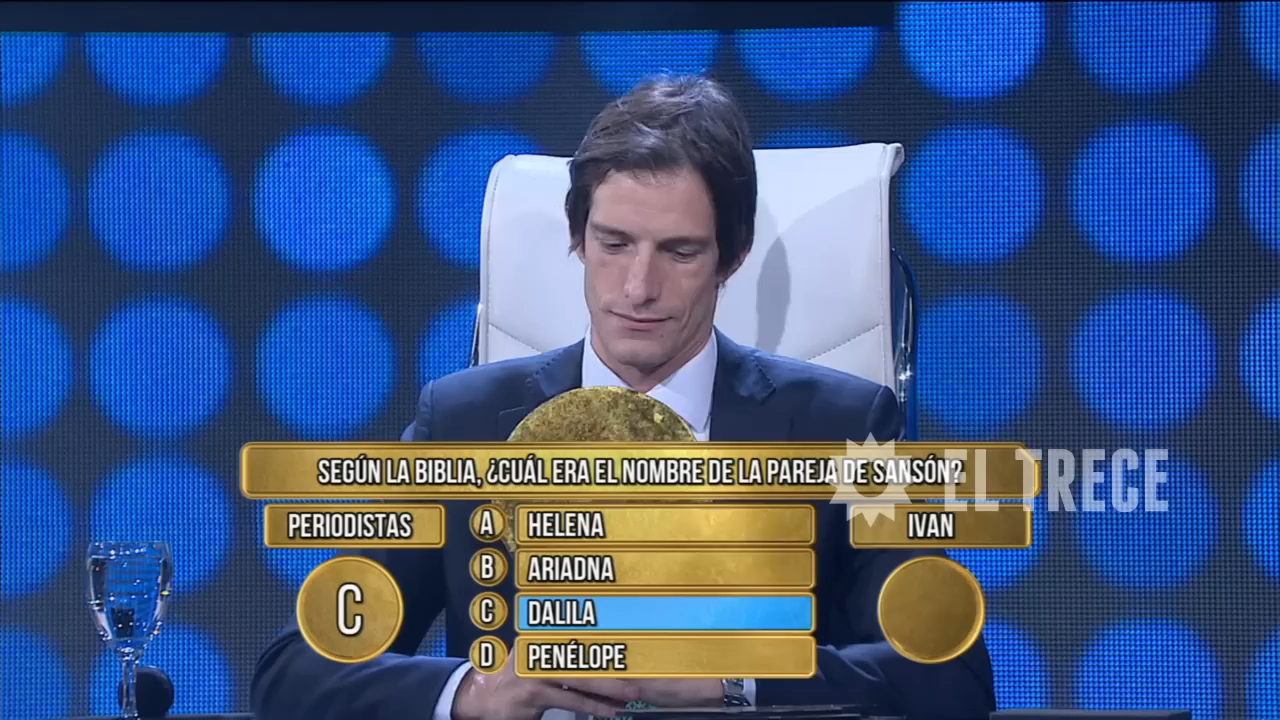 SEGÚN LA BIBLIA, ¿CUÁL ERA EL NOMBRE DE LA PAREJA DE SANSÓN?
EL TRECE
PERIODISTAS
A HELENA
IVAN
B ARIADNA
C
C DALILA
D PENÉLOPE